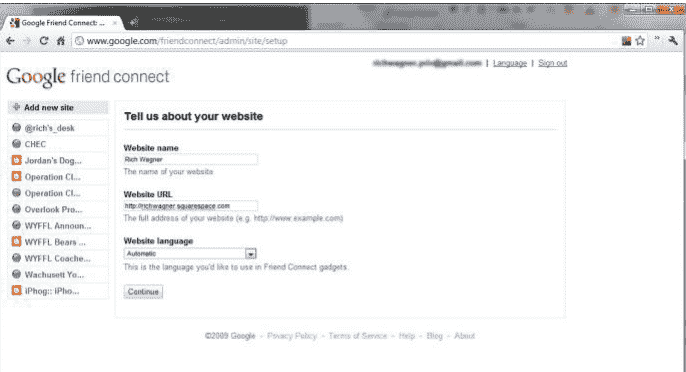 Google Friend Connect: ...
www.google.com/friendconnect/admin/site/setup
| Language | Sign out
Google friend connect
Add new site
@rich's_desk
CHEC
Jordan's Dog...
Operation Cl...
Operation Cl...
Overlook Pro...
WYFFL Announ...
WYFFL Bears ...
WYFFL Coache...
Wachusett Yo...
iPhog:: iPho...
Tell us about your website
Website name
Rich Wagner
The name of your website
Website URL
http://richwagner.squarespace.com
The full address of your website (e.g. http://www.example.com)
Website language
Automatic
This is the language you'd like to use in Friend Connect gadgets.
Continue
©2009 Google - Privacy Policy - Terms of Service - Help - Blog - About